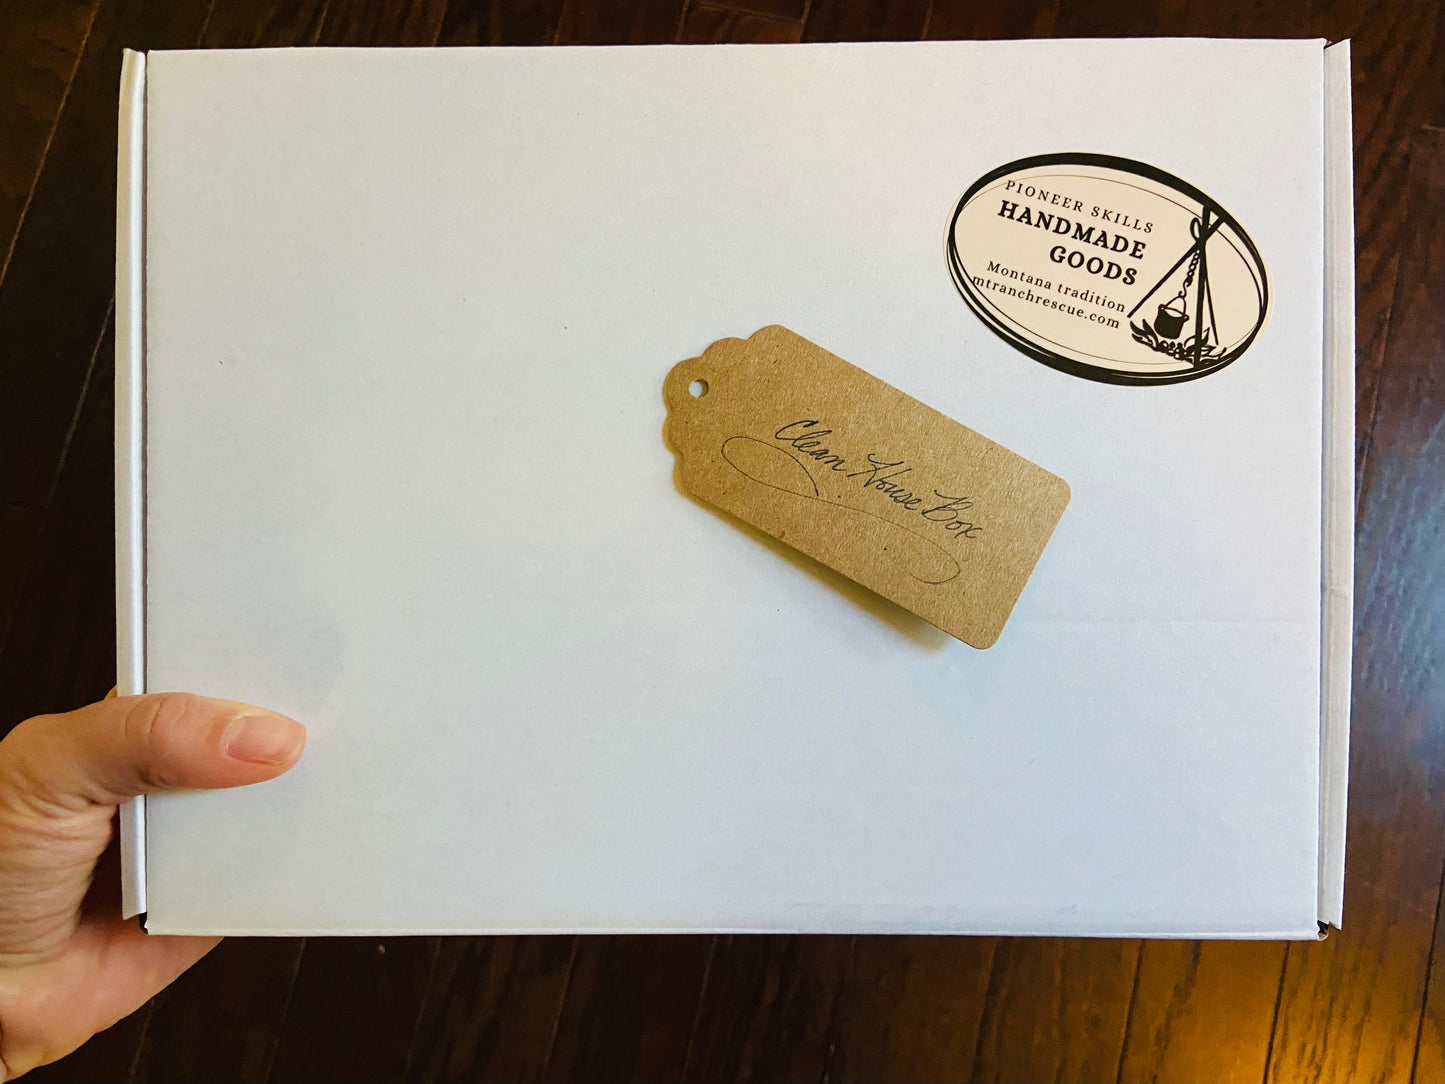 PIONEER SKILLS
HANDMADE
GOODS
Montana tradition
mtranchrescue.com
Clean House Box